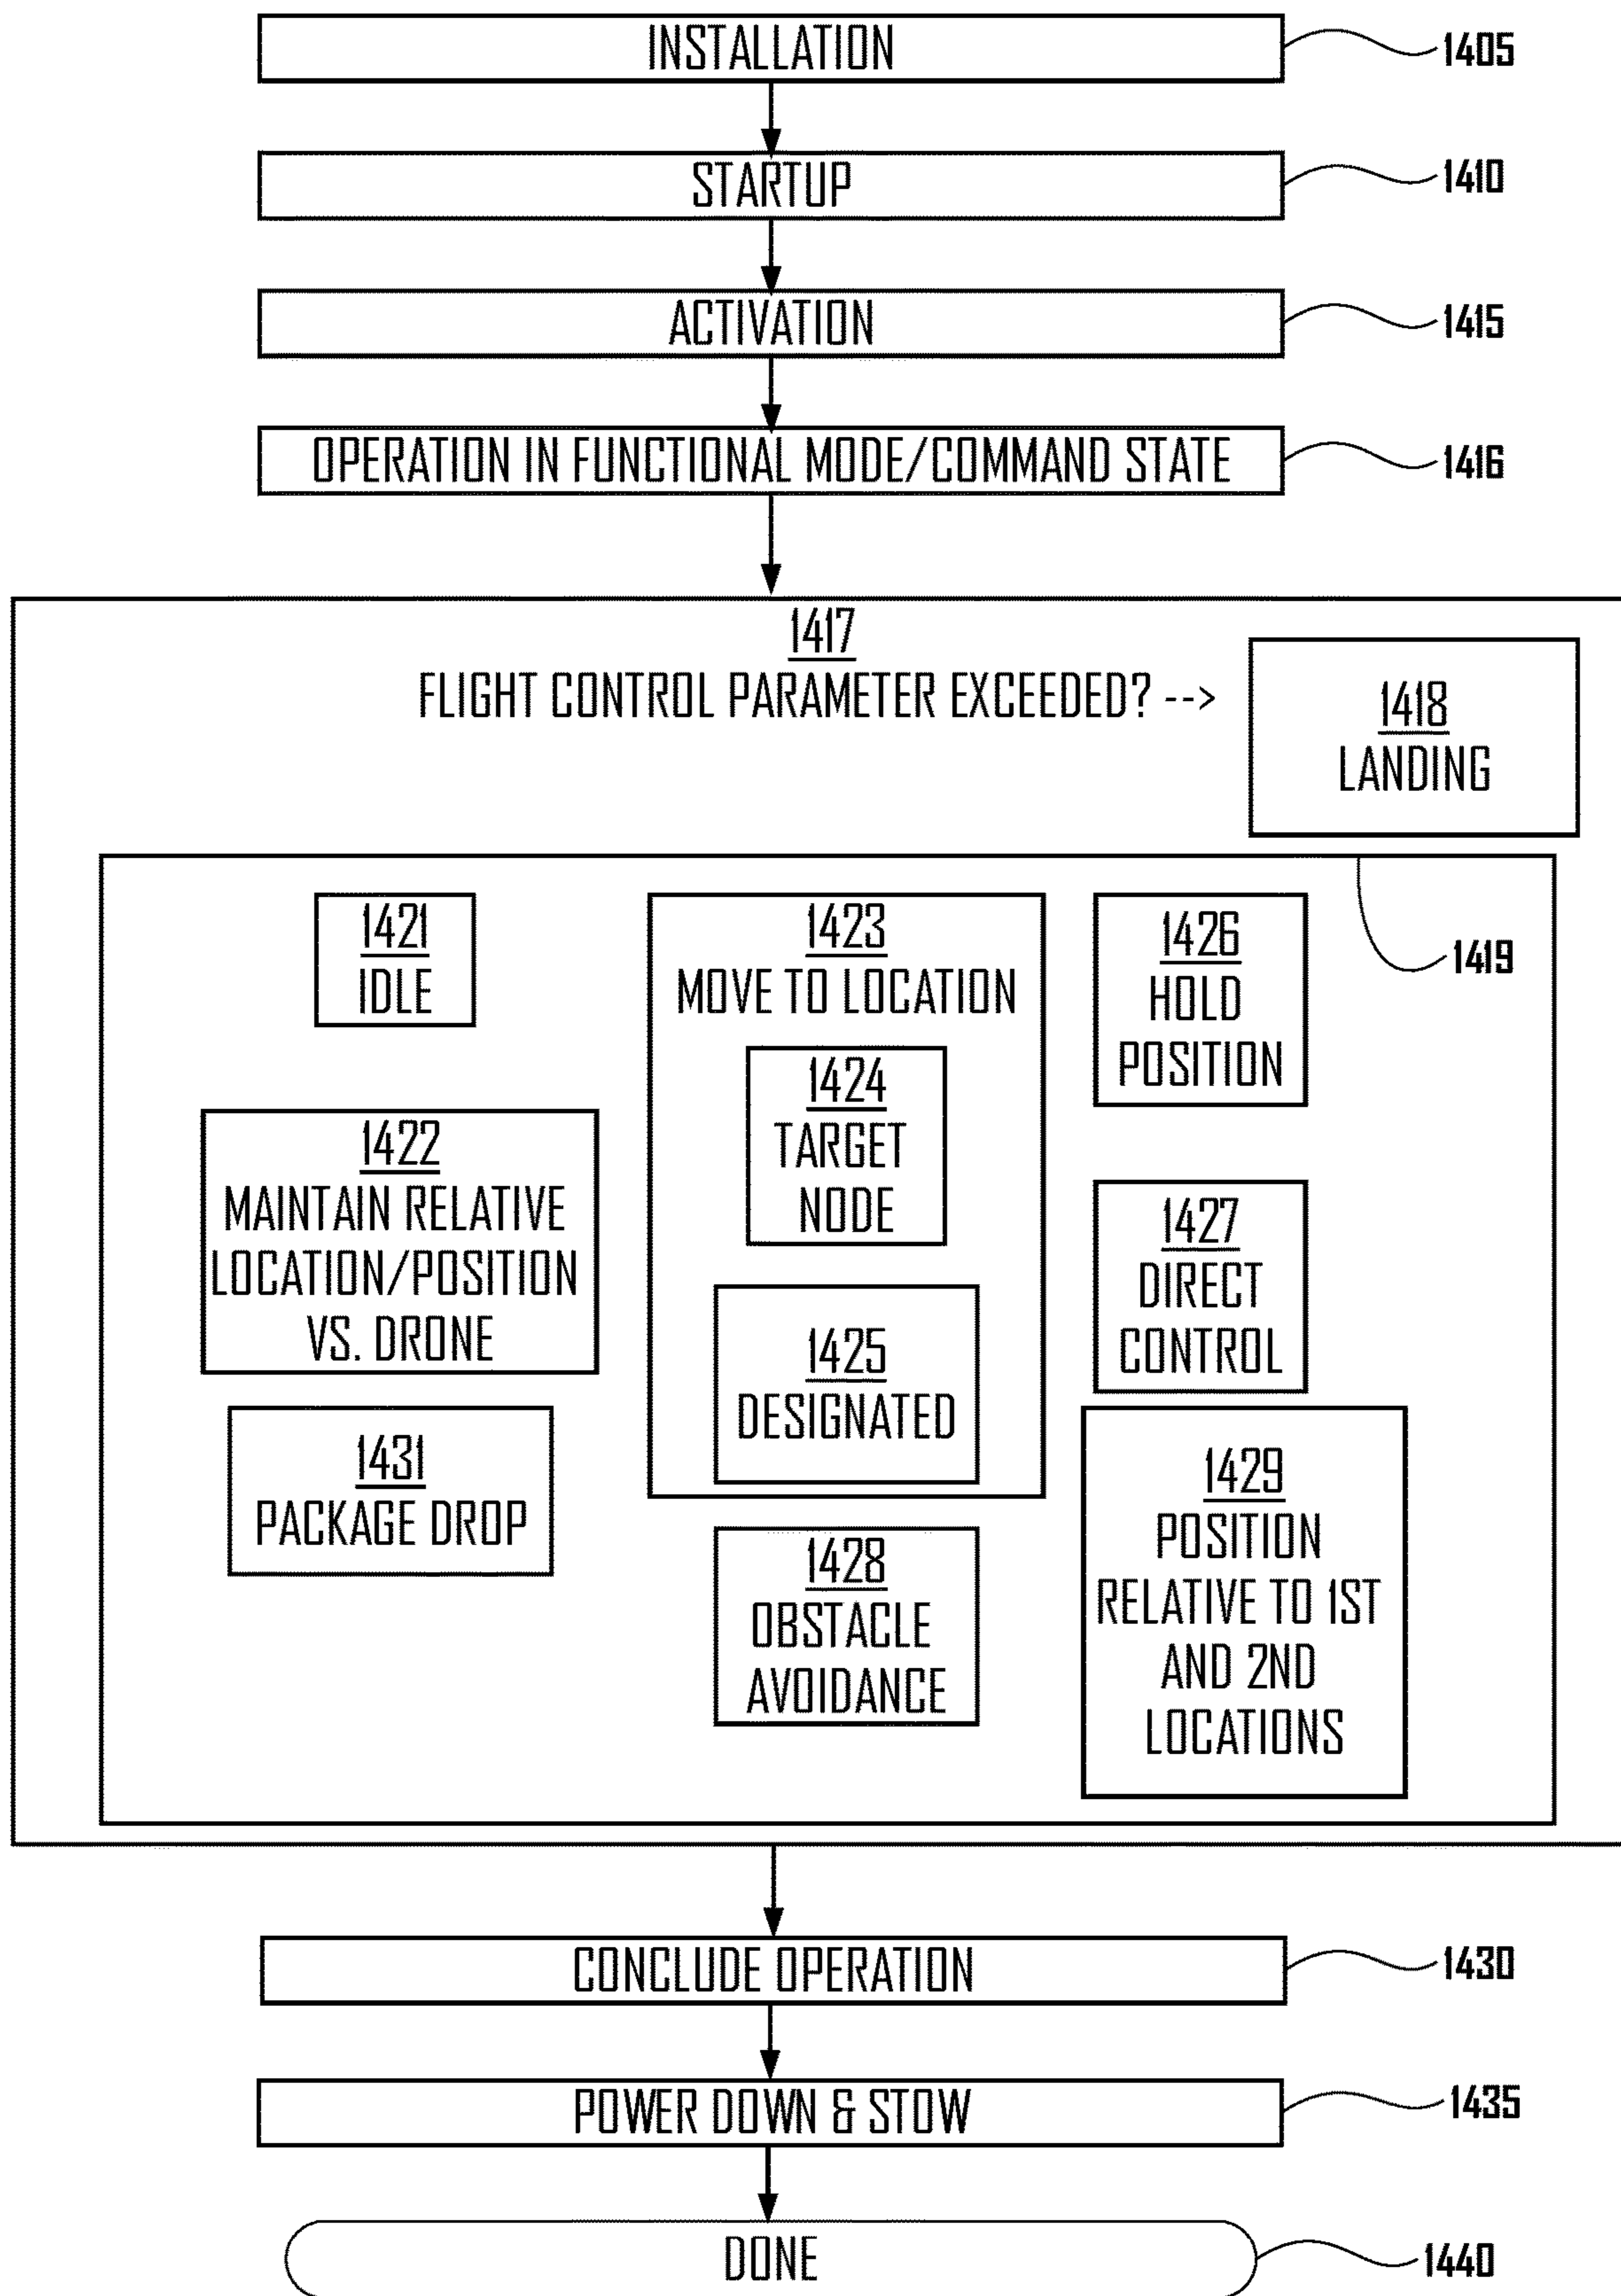 INSTALLATION
1405
STARTUP
1410
ACTIVATION
1415
OPERATION IN FUNCTIONAL MODE/COMMAND STATE
1416
1417
FLIGHT CONTROL PARAMETER EXCEEDED? -->
1418
LANDING
1419
1421
IDLE
1422
MAINTAIN RELATIVE
LOCATION/POSITION
VS. DRONE
1431
PACKAGE DROP
1423
MOVE TO LOCATION
1424
TARGET
NODE
1425
DESIGNATED
1428
OBSTACLE
AVOIDANCE
1426
HOLD
POSITION
1427
DIRECT
CONTROL
1429
POSITION
RELATIVE TO 1ST
AND 2ND
LOCATIONS
CONCLUDE OPERATION
1430
POWER DOWN & STOW
1435
DONE
1440